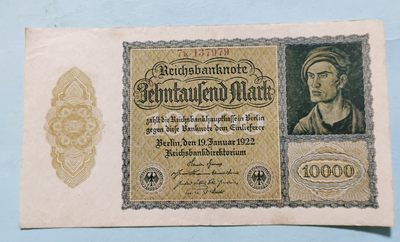 7K·137979
Reichsbanknote
Zehntausend Mark
zahlt die Reichsbankhauptkasse in Berlin
gegen diese Banknote dem Einlieferer
Berlin, den 19. Januar 1922
Reichsbankdirektorium
10000